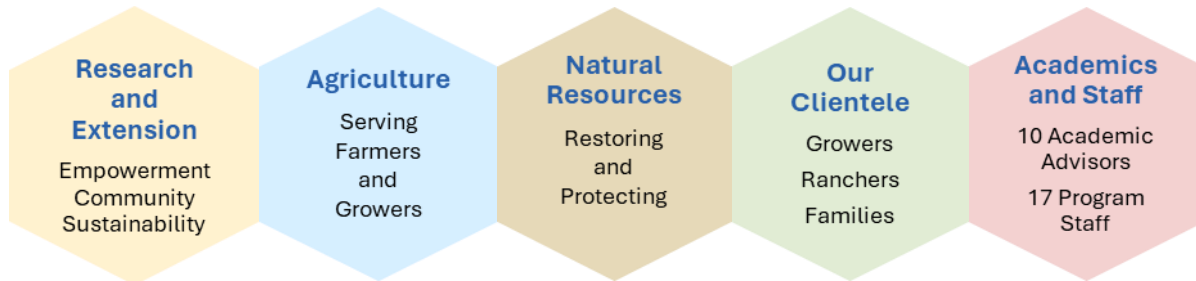 Research
and
Extension
Empowerment
Community
Sustainability
Agriculture
Serving
Farmers
and
Growers
Natural
Resources
Restoring
and
Protecting
Our
Clientele
Growers
Ranchers
Families
Academics
and Staff
10 Academic
Advisors
17 Program
Staff